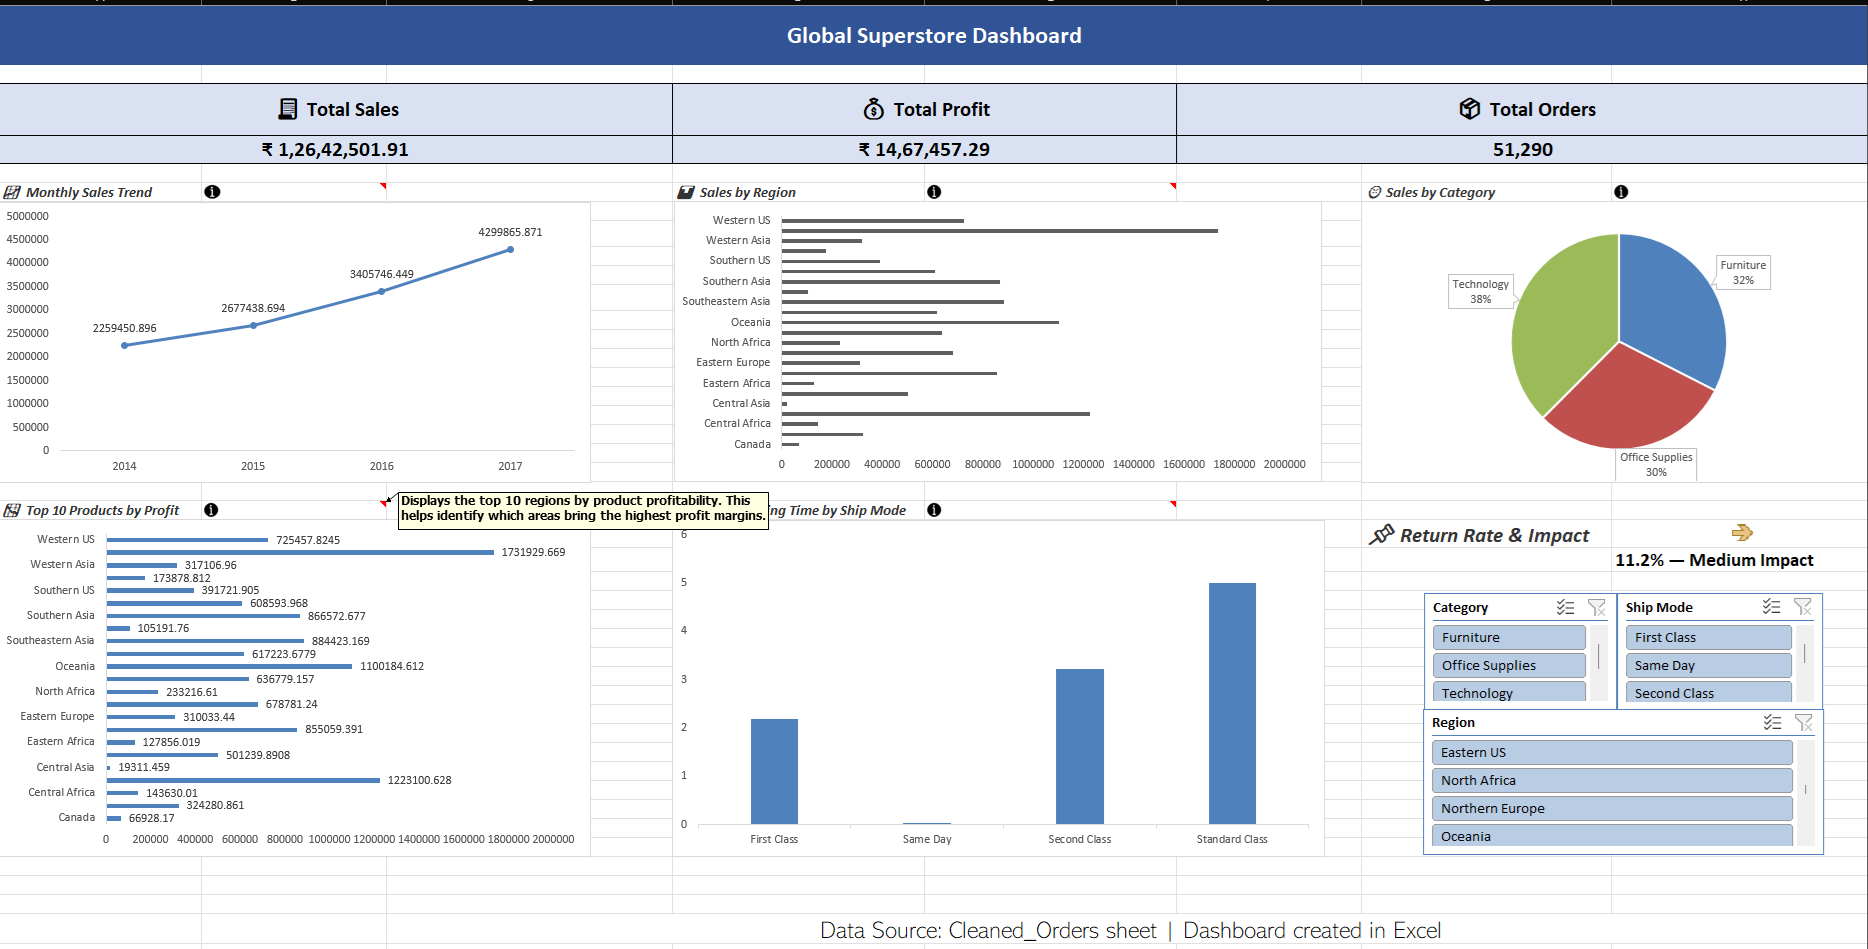 Global Superstore Dashboard
Total Sales
Total Profit
Total Orders
₹ 1,26,42,501.91
₹ 14,67,457.29
51,290
Monthly Sales Trend
5000000
4500000
4000000
3500000
3000000
2500000
2000000
1500000
1000000
500000
0
2259450.896
2677438.694
3405746.449
4299865.871
2014 2015 2016 2017
Sales by Region
Western US
Western Asia
Southern US
Southern Asia
Southeastern Asia
Oceania
North Africa
Eastern Europe
Eastern Africa
Central Asia
Central Africa
Canada
0 200000 400000 600000 800000 1000000 1200000 1400000 1600000 1800000 2000000
Sales by Category
Furniture
32%
Technology
38%
Office Supplies
30%
Top 10 Products by Profit
Displays the top 10 regions by product profitability. This
helps identify which areas bring the highest profit margins.
Western US 725457.8245
1731929.669
Western Asia 317106.96
173878.812
Southern US 391721.905
608593.968
Southern Asia 866572.677
105191.76
Southeastern Asia 884423.169
617223.6779
Oceania 1100184.612
636779.157
North Africa 233216.61
678781.24
Eastern Europe 310033.44
855059.391
Eastern Africa 127856.019
501239.8908
Central Asia 19311.459
1223100.628
Central Africa 143630.01
324280.861
Canada 66928.17
0 200000 400000 600000 800000 1000000 1200000 1400000 1600000 1800000 2000000
ng Time by Ship Mode
6
5
4
3
2
1
0
First Class Same Day Second Class Standard Class
Return Rate & Impact
11.2% — Medium Impact
Category
Furniture
Office Supplies
Technology
Ship Mode
First Class
Same Day
Second Class
Region
Eastern US
North Africa
Northern Europe
Oceania
Data Source: Cleaned_Orders sheet | Dashboard created in Excel